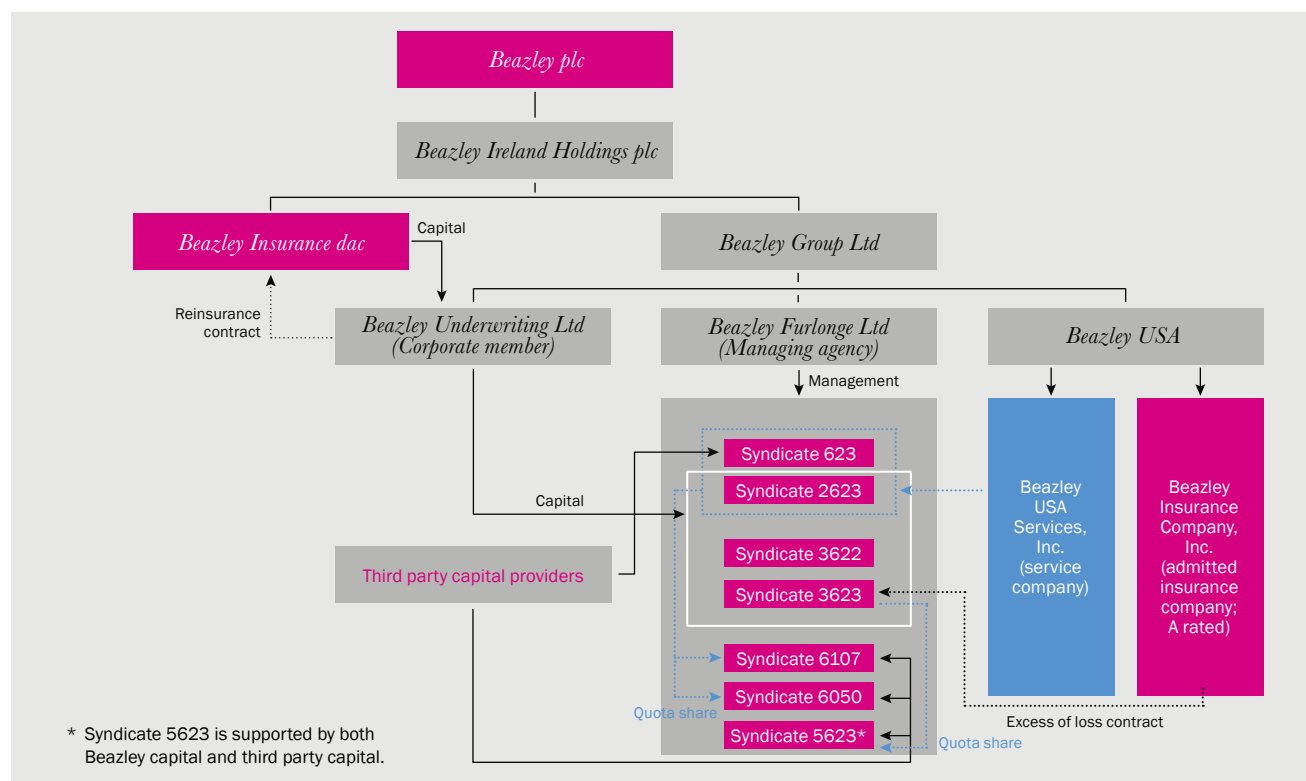 Beazley plc
Beazley Ireland Holdings plc
Beazley Insurance dac
Capital
Beazley Group Ltd
Reinsurance
contract
Beazley Underwriting Ltd
(Corporate member)
Beazley Furlonge Ltd
(Managing agency)
Beazley USA
Management
Syndicate 623
Syndicate 2623
Capital
Syndicate 3622
Third party capital providers
Syndicate 3623
Beazley
USA
Services,
Inc.
(service
company)
Beazley
Insurance
Company,
Inc.
(admitted
insurance
company;
A rated)
Syndicate 6107
Syndicate 6050
Quota share
Syndicate 5623*
Quota share
Excess of loss contract
* Syndicate 5623 is supported by both
Beazley capital and third party capital.